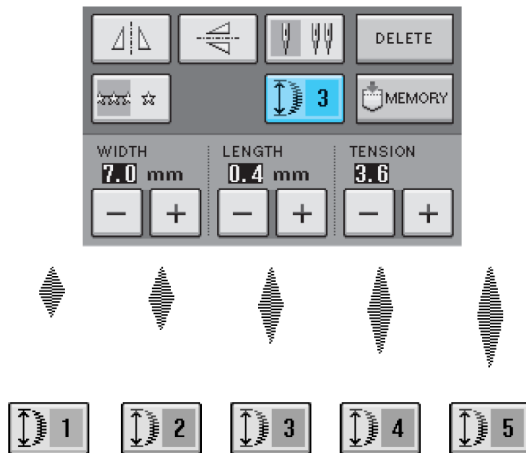 DELETE
3 MEMORY
WIDTH LENGTH TENSION
7.0 mm 0.4 mm 3.6
− + − + − +
1 2 3 4 5